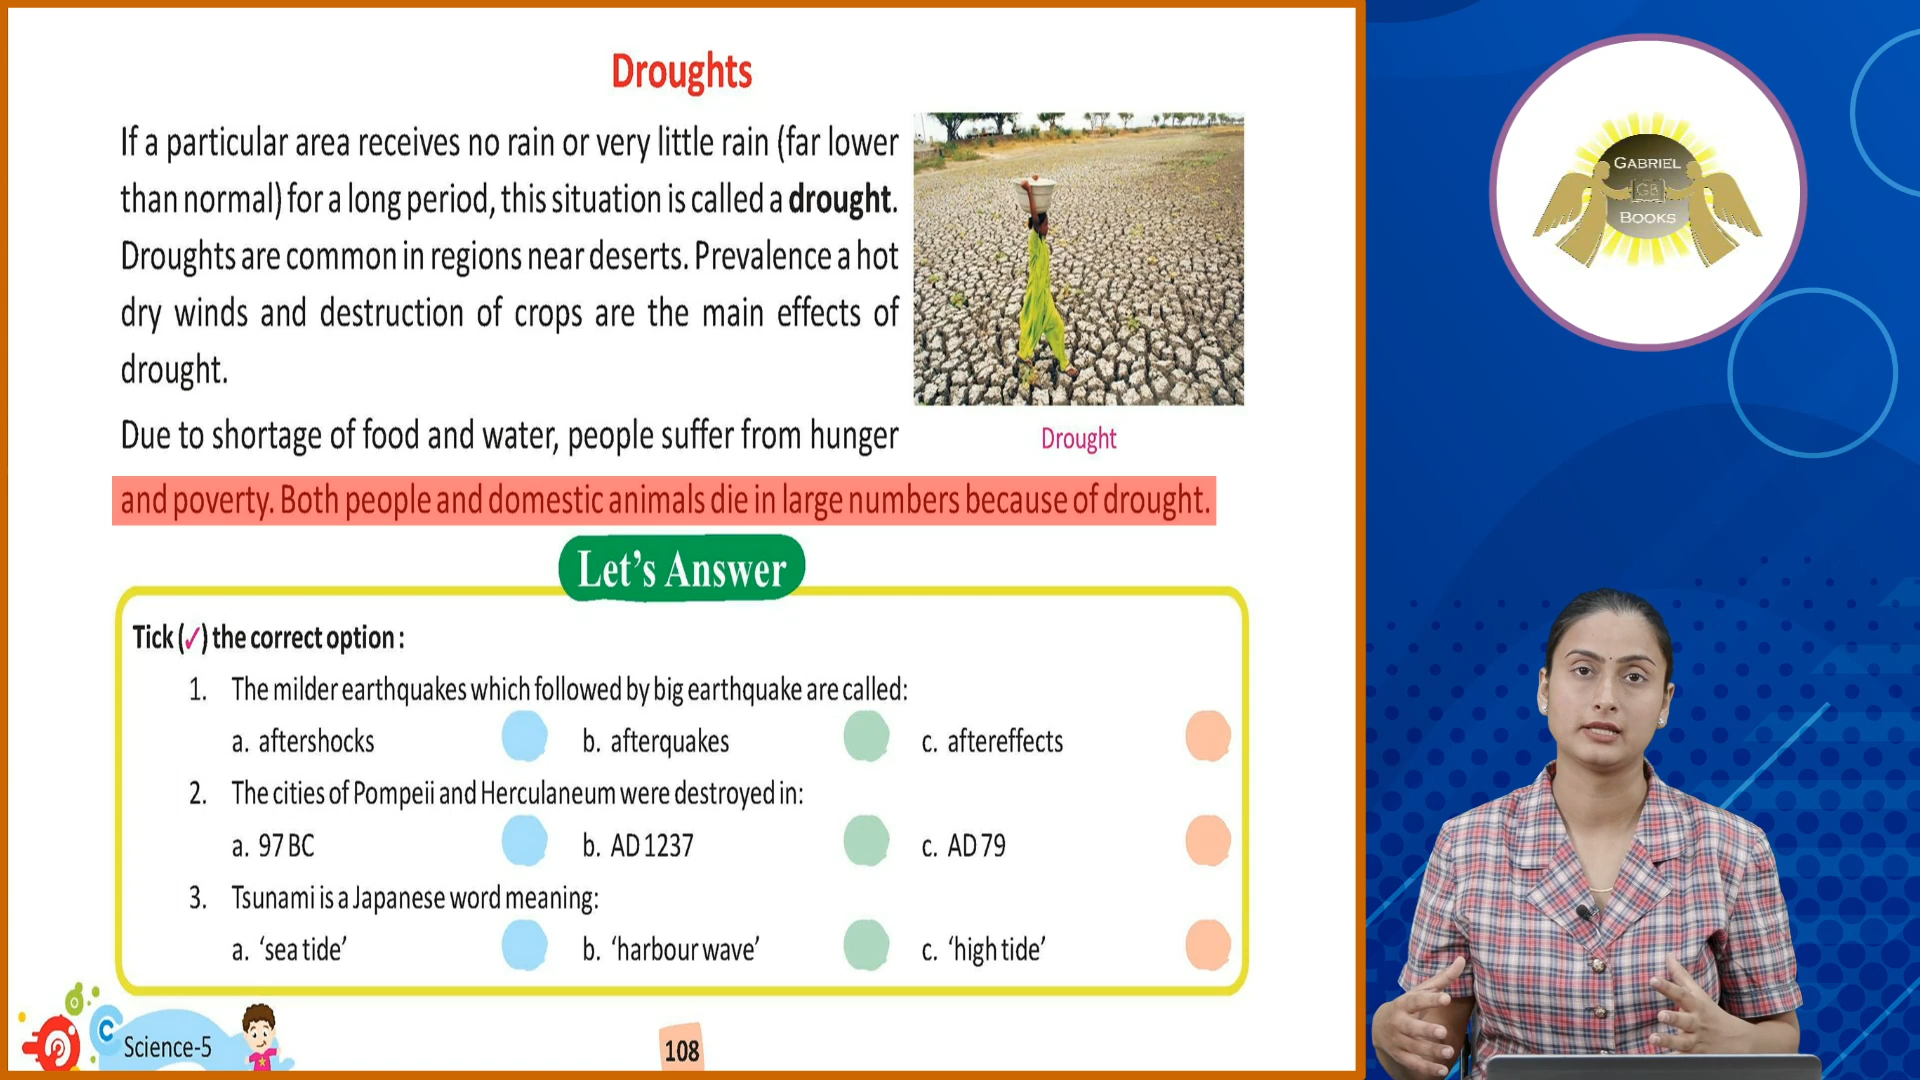 Droughts
If a particular area receives no rain or very little rain (far lower
than normal) for a long period, this situation is called a drought.
Droughts are common in regions near deserts. Prevalence a hot
dry winds and destruction of crops are the main effects of
drought.
Due to shortage of food and water, people suffer from hunger
Drought
and poverty. Both people and domestic animals die in large numbers because of drought.
Let's Answer
Tick (✓) the correct option :
1. The milder earthquakes which followed by big earthquake are called:
a. aftershocks b. afterquakes c. aftereffects
2. The cities of Pompeii and Herculaneum were destroyed in:
a. 97 BC b. AD 1237 c. AD 79
3. Tsunami is a Japanese word meaning:
a. ‘sea tide’ b. ‘harbour wave’ c. ‘high tide’
C
Science-5
108
GABRIEL
GB
BOOKS